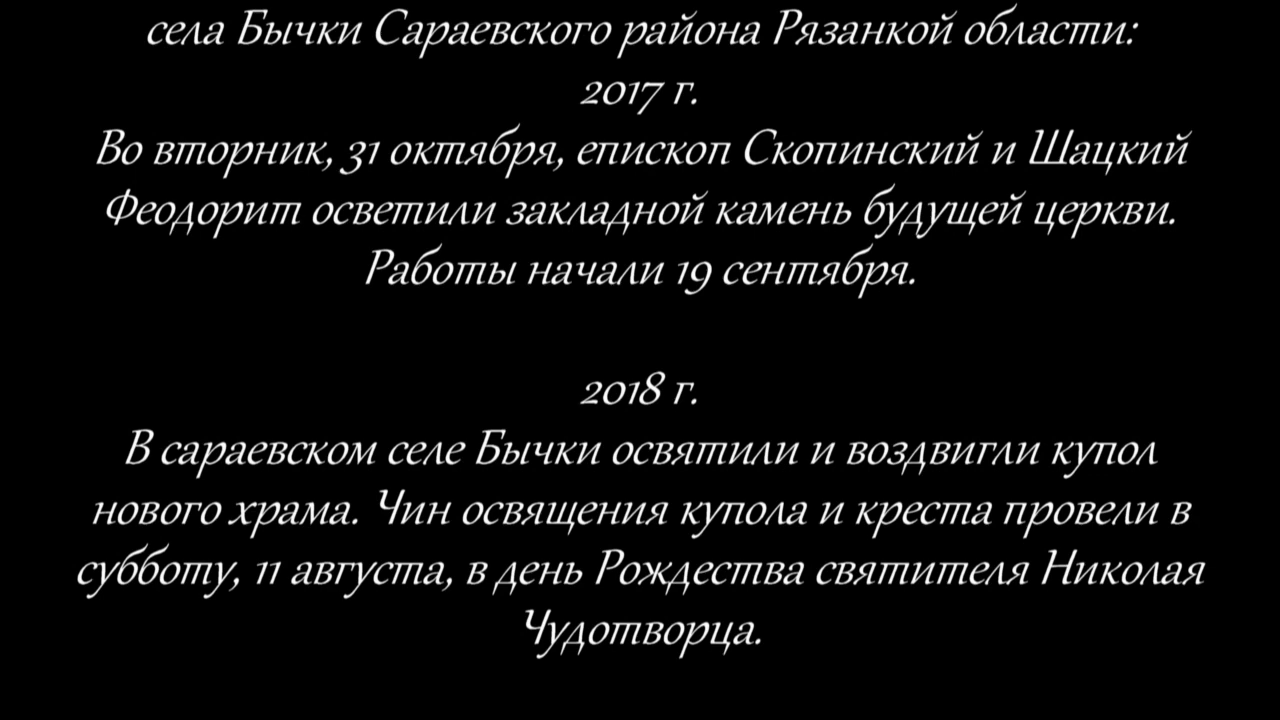 села Бычки Сараевского района Рязанкой области:
2017 г.
Во вторник, 31 октября, епископ Скопинский и Шацкий
Феодорит осветили закладной камень будущей церкви.
Работы начали 19 сентября.
2018 г.
В сараевском селе Бычки освятили и воздвигли купол
нового храма. Чин освящения купола и креста провели в
субботу, 11 августа, в день Рождества святителя Николая
Чудотворца.